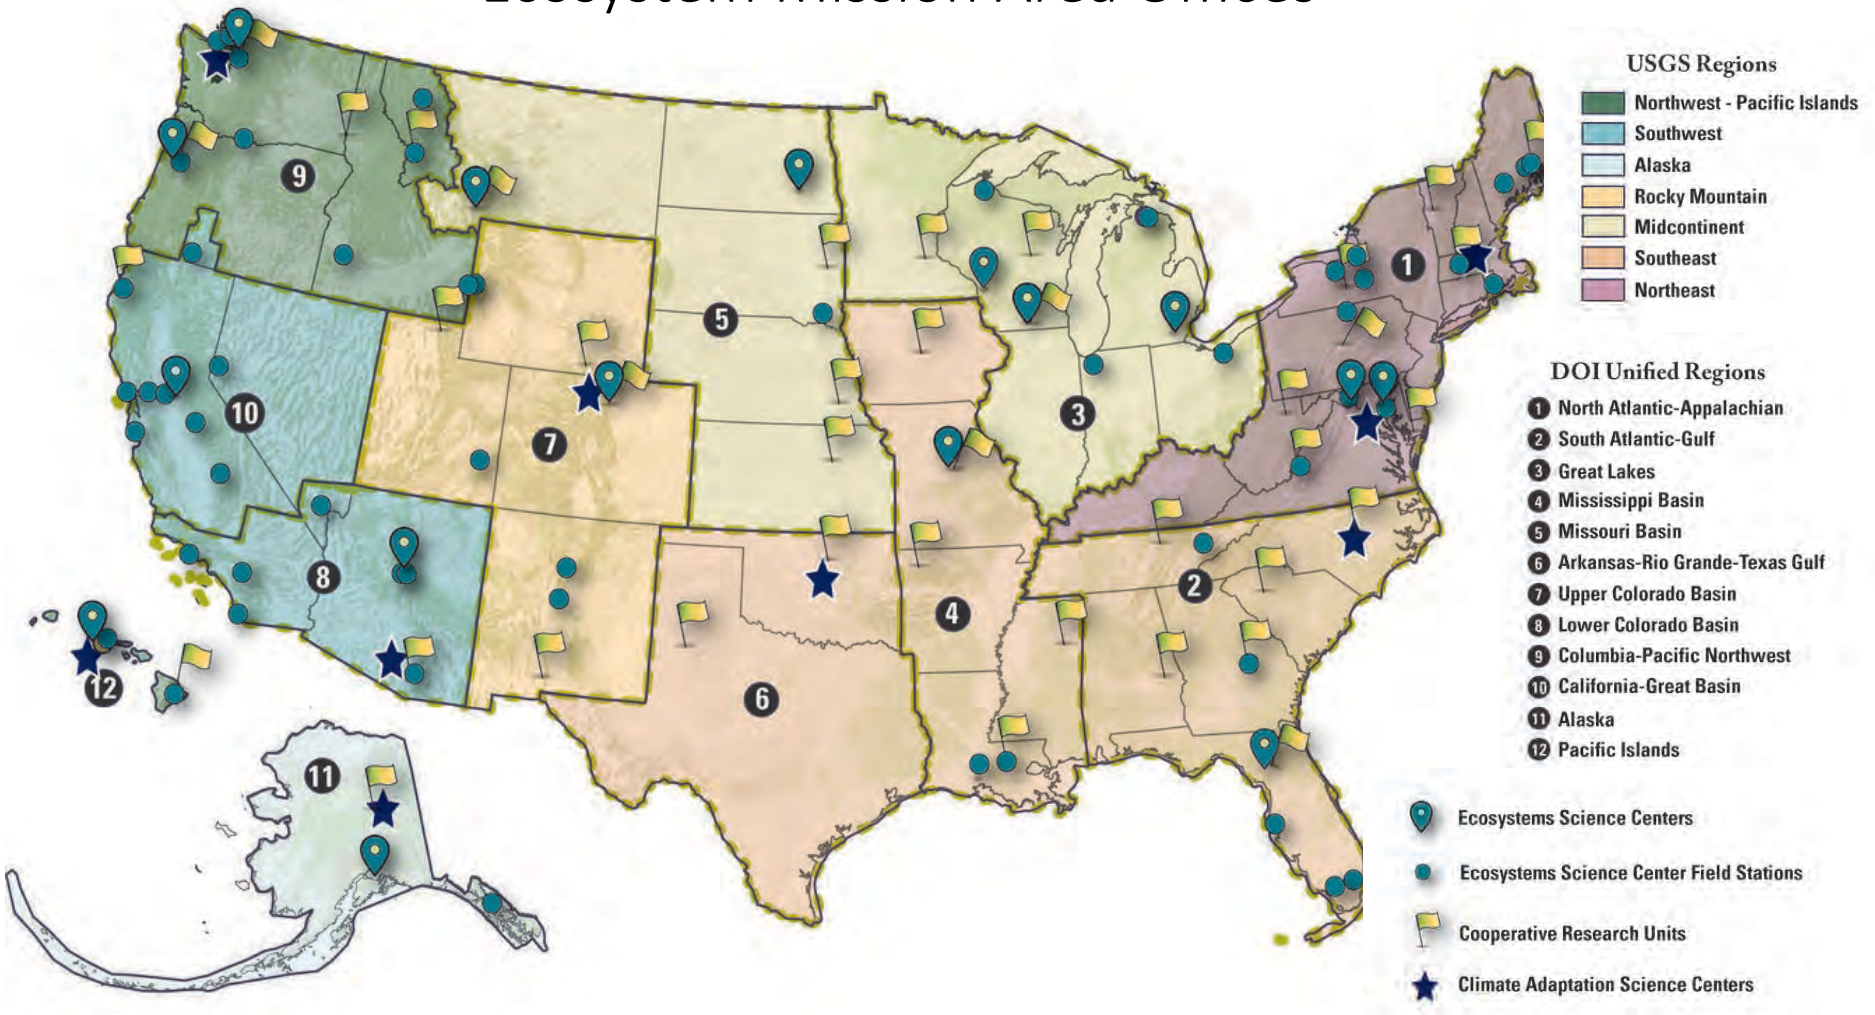 Ecosystem Mission Area Offices
USGS Regions
Northwest - Pacific Islands
Southwest
Alaska
Rocky Mountain
Midcontinent
Southeast
Northeast
DOI Unified Regions
1 North Atlantic-Appalachian
2 South Atlantic-Gulf
3 Great Lakes
4 Mississippi Basin
5 Missouri Basin
6 Arkansas-Rio Grande-Texas Gulf
7 Upper Colorado Basin
8 Lower Colorado Basin
9 Columbia-Pacific Northwest
10 California-Great Basin
11 Alaska
12 Pacific Islands
Ecosystems Science Centers
Ecosystems Science Center Field Stations
Cooperative Research Units
Climate Adaptation Science Centers
9
1
5
10
3
7
8
2
4
12
6
11